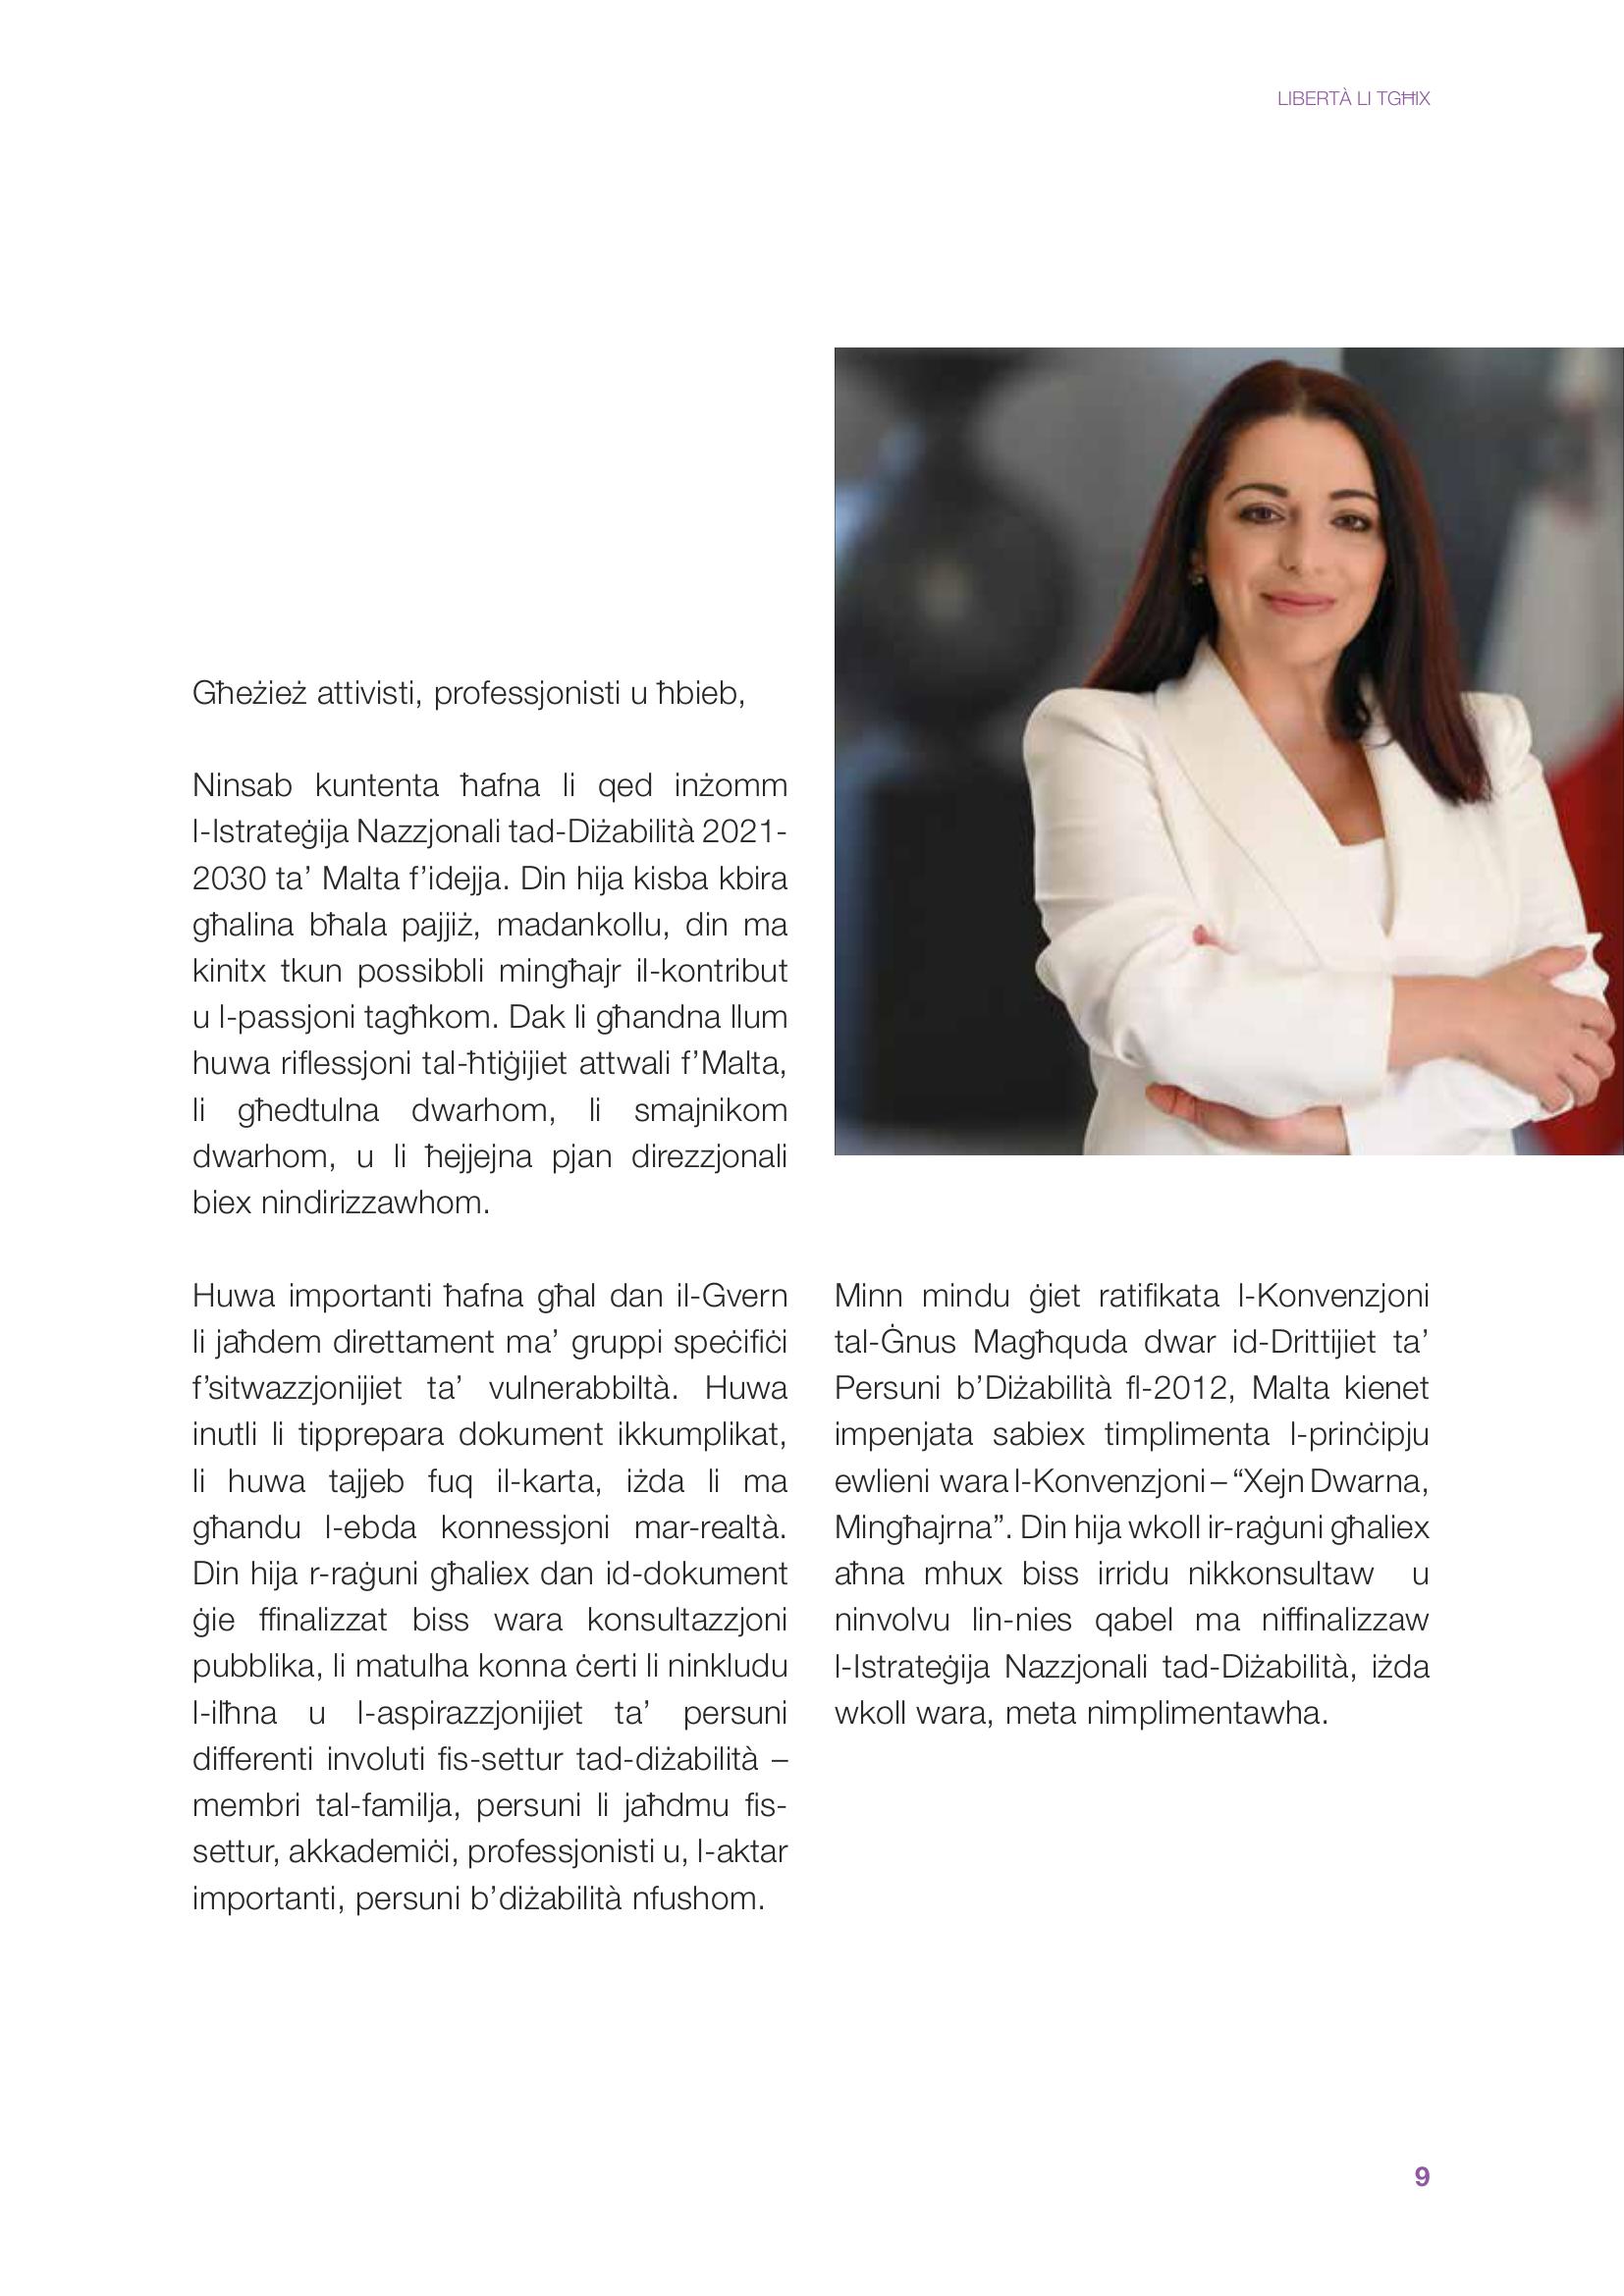 LIBERTÀ LI TGĦIX
Għeżież attivisti, professjonisti u ħbieb,
Ninsab kuntenta ħafna li qed inżomm
l-Istrateġija Nazzjonali tad-Diżabilità 2021-
2030 ta’ Malta f’idejja. Din hija kisba kbira
għalina bħala pajjiż, madankollu, din ma
kinitx tkun possibbli mingħajr il-kontribut
u l-passjoni tagħkom. Dak li għandna llum
huwa riflessjoni tal-ħtiġijiet attwali f’Malta,
li għedtulna dwarhom, li smajnikom
dwarhom, u li ħejjejna pjan direzzjonali
biex nindirizzawhom.
Huwa importanti ħafna għal dan il-Gvern
li jaħdem direttament ma’ gruppi speċifiċi
f’sitwazzjonijiet ta’ vulnerabbiltà. Huwa
inutli li tipprepara dokument ikkumplikat,
li huwa tajjeb fuq il-karta, iżda li ma
għandu l-ebda konnessjoni mar-realtà.
Din hija r-raġuni għaliex dan id-dokument
ġie ffinalizzat biss wara konsultazzjoni
pubblika, li matulha konna ċerti li ninkludu
l-ilħna u l-aspirazzjonijiet ta’ persuni
differenti involuti fis-settur tad-diżabilità –
membri tal-familja, persuni li jaħdmu fis-
settur, akkademiċi, professjonisti u, l-aktar
importanti, persuni b’diżabilità nfushom.
Minn mindu ġiet ratifikata l-Konvenzjoni
tal-Ġnus Magħquda dwar id-Drittijiet ta’
Persuni b’Diżabilità fl-2012, Malta kienet
impenjata sabiex timplimenta l-prinċipju
ewlieni wara l-Konvenzjoni – “Xejn Dwarna,
Mingħajrna”. Din hija wkoll ir-raġuni għaliex
aħna mhux biss irridu nikkonsultaw u
ninvolvu lin-nies qabel ma niffinalizzaw
l-Istrateġija Nazzjonali tad-Diżabilità, iżda
wkoll wara, meta nimplimentawha.
9